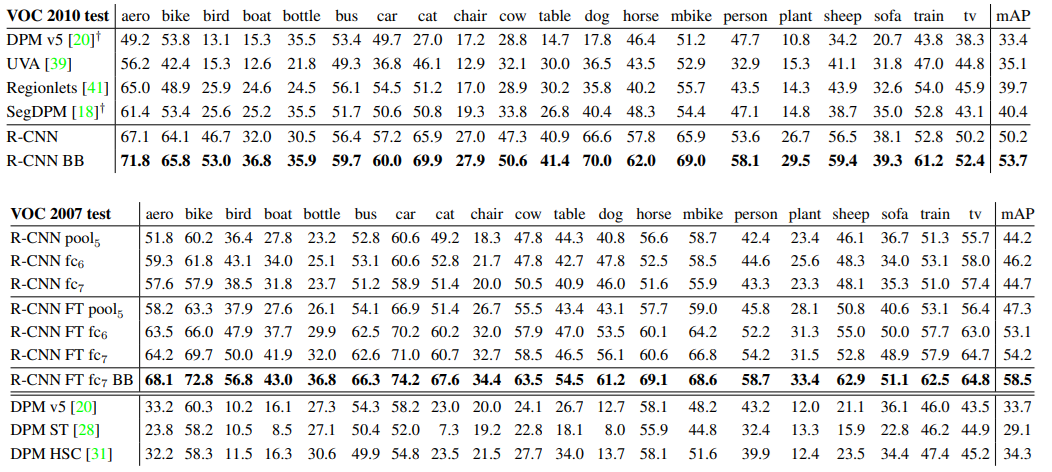 VOC 2010 test aero bike bird boat bottle bus car cat chair cow table dog horse mbike person plant sheep sofa train tv mAP
DPM v5 [20]† 49.2 53.8 13.1 15.3 35.5 53.4 49.7 27.0 17.2 28.8 14.7 17.8 46.4 51.2 47.7 10.8 34.2 20.7 43.8 38.3 33.4
UVA [39] 56.2 42.4 15.3 12.6 21.8 49.3 36.8 46.1 12.9 32.1 30.0 36.5 43.5 52.9 32.9 15.3 41.1 31.8 47.0 44.8 35.1
Regionlets [41] 65.0 48.9 25.9 24.6 24.5 56.1 54.5 51.2 17.0 28.9 30.2 35.8 40.2 55.7 43.5 14.3 43.9 32.6 54.0 45.9 39.7
SegDPM [18]† 61.4 53.4 25.6 25.2 35.5 51.7 50.6 50.8 19.3 33.8 26.8 40.4 48.3 54.4 47.1 14.8 38.7 35.0 52.8 43.1 40.4
R-CNN 67.1 64.1 46.7 32.0 30.5 56.4 57.2 65.9 27.0 47.3 40.9 66.6 57.8 65.9 53.6 26.7 56.5 38.1 52.8 50.2 50.2
R-CNN BB 71.8 65.8 53.0 36.8 35.9 59.7 60.0 69.9 27.9 50.6 41.4 70.0 62.0 69.0 58.1 29.5 59.4 39.3 61.2 52.4 53.7
VOC 2007 test aero bike bird boat bottle bus car cat chair cow table dog horse mbike person plant sheep sofa train tv mAP
R-CNN pool₅ 51.8 60.2 36.4 27.8 23.2 52.8 60.6 49.2 18.3 47.8 44.3 40.8 56.6 58.7 42.4 23.4 46.1 36.7 51.3 55.7 44.2
R-CNN fc₆ 59.3 61.8 43.1 34.0 25.1 53.1 60.6 52.8 21.7 47.8 42.7 47.8 52.5 58.5 44.6 25.6 48.3 34.0 53.1 58.0 46.2
R-CNN fc₇ 57.6 57.9 38.5 31.8 23.7 51.2 58.9 51.4 20.0 50.5 40.9 46.0 51.6 55.9 43.3 23.3 48.1 35.3 51.0 57.4 44.7
R-CNN FT pool₅ 58.2 63.3 37.9 27.6 26.1 54.1 66.9 51.4 26.7 55.5 43.4 43.1 57.7 59.0 45.8 28.1 50.8 40.6 53.1 56.4 47.3
R-CNN FT fc₆ 63.5 66.0 47.9 37.7 29.9 62.5 70.2 60.2 32.0 57.9 47.0 53.5 60.1 64.2 52.2 31.3 55.0 50.0 57.7 63.0 53.1
R-CNN FT fc₇ 64.2 69.7 50.0 41.9 32.0 62.6 71.0 60.7 32.7 58.5 46.5 56.1 60.6 66.8 54.2 31.5 52.8 48.9 57.9 64.7 54.2
R-CNN FT fc₇ BB 68.1 72.8 56.8 43.0 36.8 66.3 74.2 67.6 34.4 63.5 54.5 61.2 69.1 68.6 58.7 33.4 62.9 51.1 62.5 64.8 58.5
DPM v5 [20] 33.2 60.3 10.2 16.1 27.3 54.3 58.2 23.0 20.0 24.1 26.7 12.7 58.1 48.2 43.2 12.0 21.1 36.1 46.0 43.5 33.7
DPM ST [28] 23.8 58.2 10.5 8.5 27.1 50.4 52.0 7.3 19.2 22.8 18.1 8.0 55.9 44.8 32.4 13.3 15.9 22.8 46.2 44.9 29.1
DPM HSC [31] 32.2 58.3 11.5 16.3 30.6 49.9 54.8 23.5 21.5 27.7 34.0 13.7 58.1 51.6 39.9 12.4 23.5 34.4 47.4 45.2 34.3